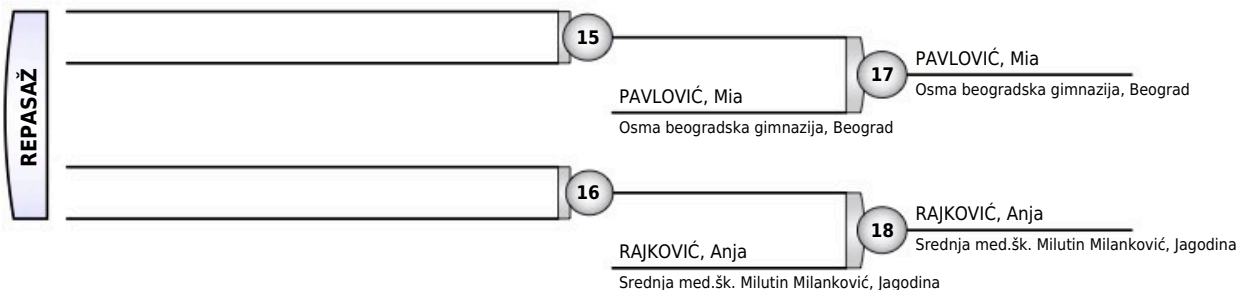 REPASAŽ
15
17
PAVLOVIĆ, Mia
Osma beogradska gimnazija, Beograd
PAVLOVIĆ, Mia
Osma beogradska gimnazija, Beograd
16
18
RAJKOVIĆ, Anja
Srednja med.šk. Milutin Milanković, Jagodina
RAJKOVIĆ, Anja
Srednja med.šk. Milutin Milanković, Jagodina